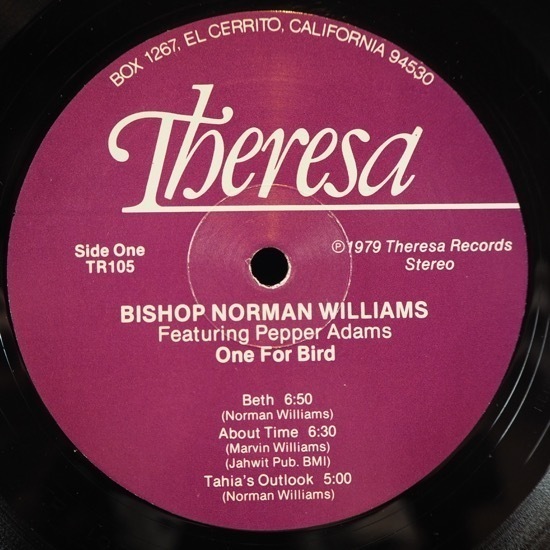 BOX 1267, EL CERRITO, CALIFORNIA 94530
Theresa
Side One
TR105
℗1979 Theresa Records
Stereo
BISHOP NORMAN WILLIAMS
Featuring Pepper Adams
One For Bird
Beth 6:50
(Norman Williams)
About Time 6:30
(Marvin Williams)
(Jahwit Pub. BMI)
Tahia's Outlook 5:00
(Norman Williams)